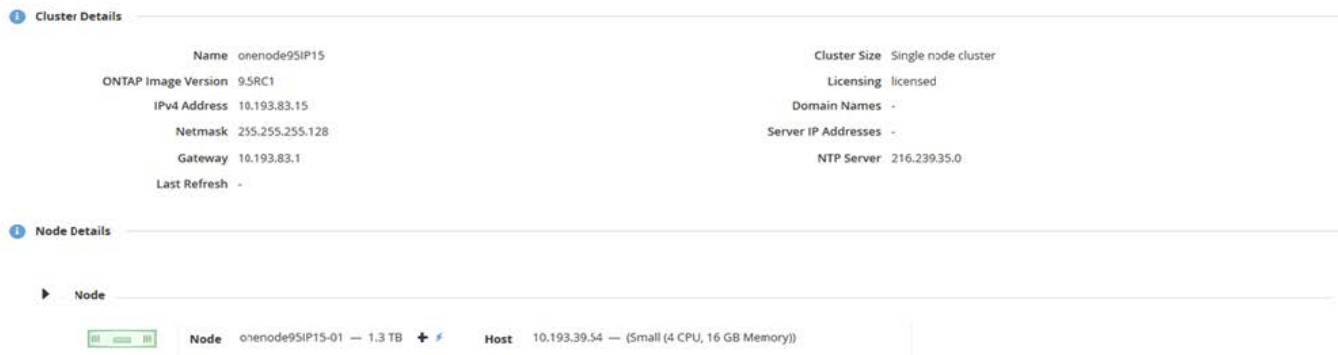 Cluster Details
Name onenode95IP15 Cluster Size Single node cluster
ONTAP Image Version 9.5RC1 Licensing licensed
IPv4 Address 10.193.83.15 Domain Names -
Netmask 255.255.255.128 Server IP Addresses -
Gateway 10.193.83.1 NTP Server 216.239.35.0
Last Refresh -
Node Details
Node
Node onenode95IP15-01 — 1.3 TB Host 10.193.39.54 — (Small (4 CPU, 16 GB Memory))